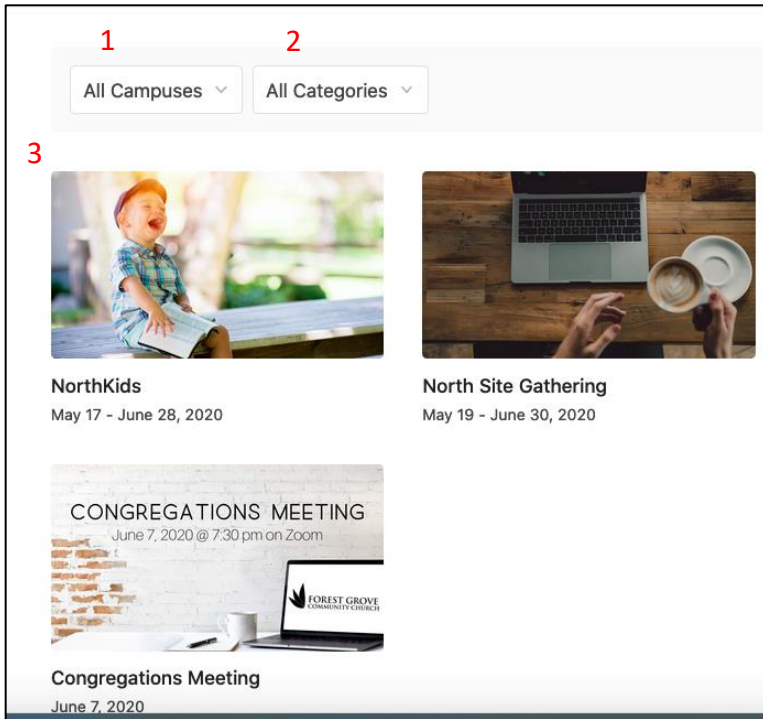 1
2
All Campuses
All Categories
3
NorthKids
May 17 - June 28, 2020
North Site Gathering
May 19 - June 30, 2020
CONGREGATIONS MEETING
June 7, 2020 @ 7:30 pm on Zoom
FOREST GROVE
COMMUNITY CHURCH
Congregations Meeting
June 7, 2020